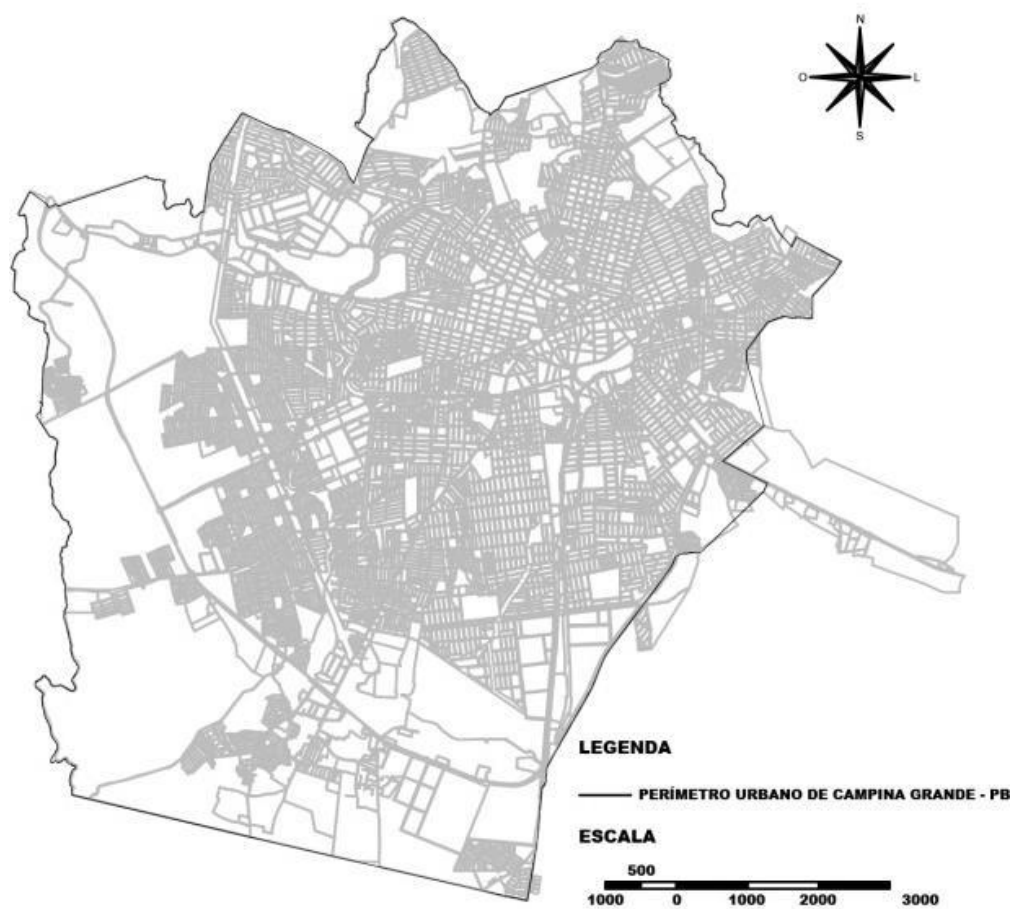 N
O L
S
LEGENDA
PERÍMETRO URBANO DE CAMPINA GRANDE - PB
ESCALA
500
1000 0 1000 2000 3000